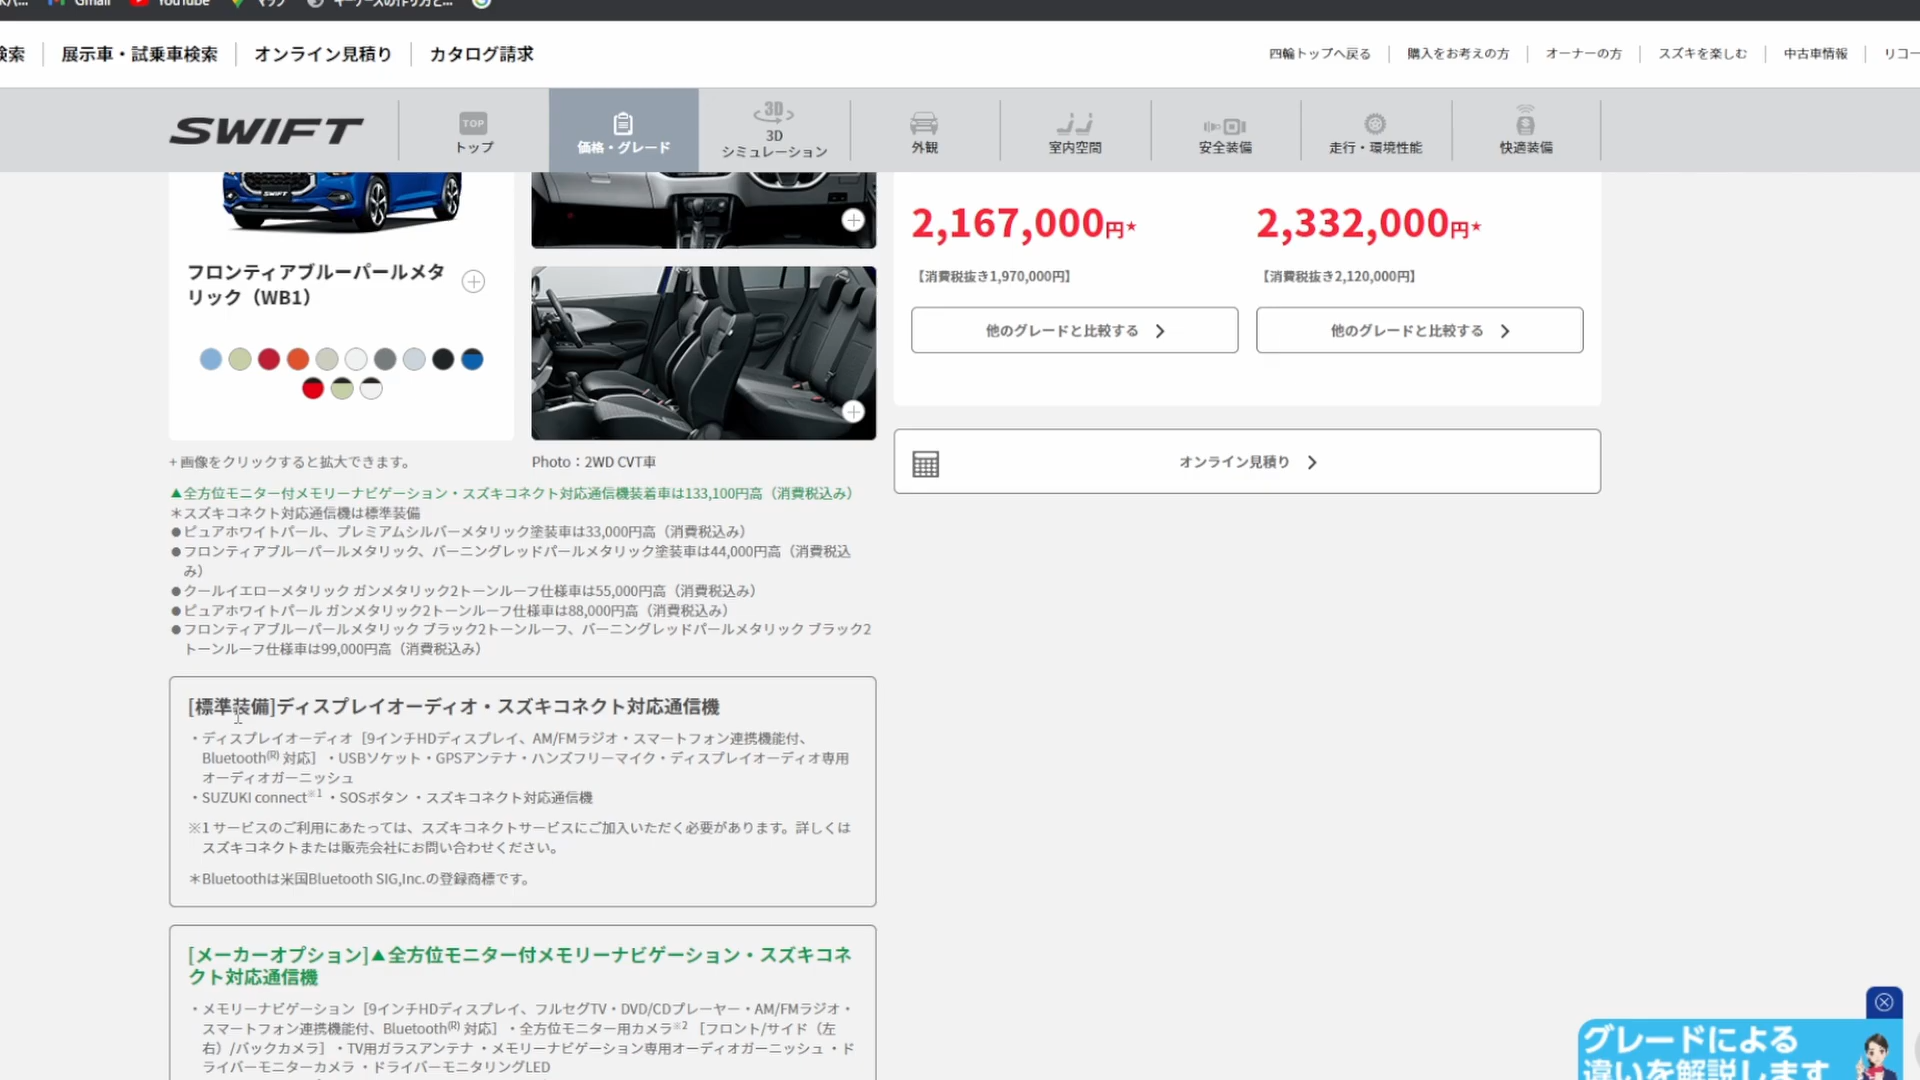 Gmail
YouTube
マップ
キーケースの作り方と...
検索
展示車・試乗車検索
オンライン見積り
カタログ請求
四輪トップへ戻る
購入をお考えの方
オーナーの方
スズキを楽しむ
中古車情報
リコー
SWIFT
TOP
トップ
価格・グレード
3D
3D
シミュレーション
外観
室内空間
安全装備
走行・環境性能
快適装備
SWIFT
フロンティアブルーパールメタ
リック（WB1）
+ 画像をクリックすると拡大できます。
Photo：2WD CVT車
2,167,000円★
【消費税抜き1,970,000円】
他のグレードと比較する
2,332,000円★
【消費税抜き2,120,000円】
他のグレードと比較する
オンライン見積り
▲全方位モニター付メモリーナビゲーション・スズキコネクト対応通信機装着車は133,100円高（消費税込み）
＊スズキコネクト対応通信機は標準装備
●ピュアホワイトパール、プレミアムシルバーメタリック塗装車は33,000円高（消費税込み）
●フロンティアブルーパールメタリック、バーニングレッドパールメタリック塗装車は44,000円高（消費税込
み）
●クールイエローメタリック ガンメタリック2トーンルーフ仕様車は55,000円高（消費税込み）
●ピュアホワイトパール ガンメタリック2トーンルーフ仕様車は88,000円高（消費税込み）
●フロンティアブルーパールメタリック ブラック2トーンルーフ、バーニングレッドパールメタリック ブラック2
トーンルーフ仕様車は99,000円高（消費税込み）
[標準装備]ディスプレイオーディオ・スズキコネクト対応通信機
・ディスプレイオーディオ［9インチHDディスプレイ、AM/FMラジオ・スマートフォン連携機能付、
Bluetooth(R) 対応］・USBソケット・GPSアンテナ・ハンズフリーマイク・ディスプレイオーディオ専用
オーディオガーニッシュ
・SUZUKI connect※1 ・SOSボタン ・スズキコネクト対応通信機
※1 サービスのご利用にあたっては、スズキコネクトサービスにご加入いただく必要があります。詳しくは
スズキコネクトまたは販売会社にお問い合わせください。
＊Bluetoothは米国Bluetooth SIG,Inc.の登録商標です。
[メーカーオプション]▲全方位モニター付メモリーナビゲーション・スズキコネ
クト対応通信機
・メモリーナビゲーション［9インチHDディスプレイ、フルセグTV・DVD/CDプレーヤー・AM/FMラジオ・
スマートフォン連携機能付、Bluetooth(R) 対応］・全方位モニター用カメラ※2 ［フロント/サイド（左
右）/バックカメラ］・TV用ガラスアンテナ ・メモリーナビゲーション専用オーディオガーニッシュ ・ド
ライバーモニターカメラ ・ドライバーモニタリングLED
グレードによる
違いを解説します